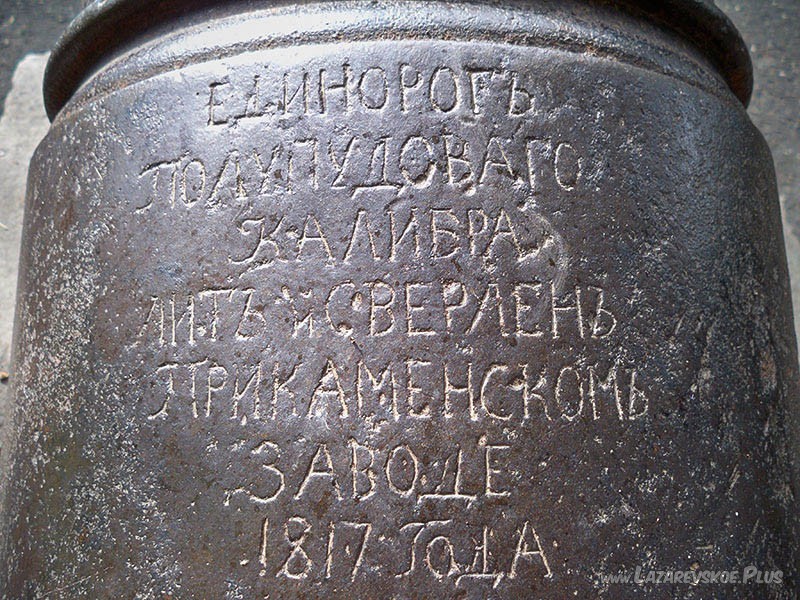 ЕДИНОРОГЪ
ПОЛУПУДОВАГО
КАЛИБРА
ЛИТЪ и СВЕРЛЕНЪ
ПРИКАМЕНСКОМЪ
ЗАВОДЕ
1817 Года
www.Lazarevskoe.Plus